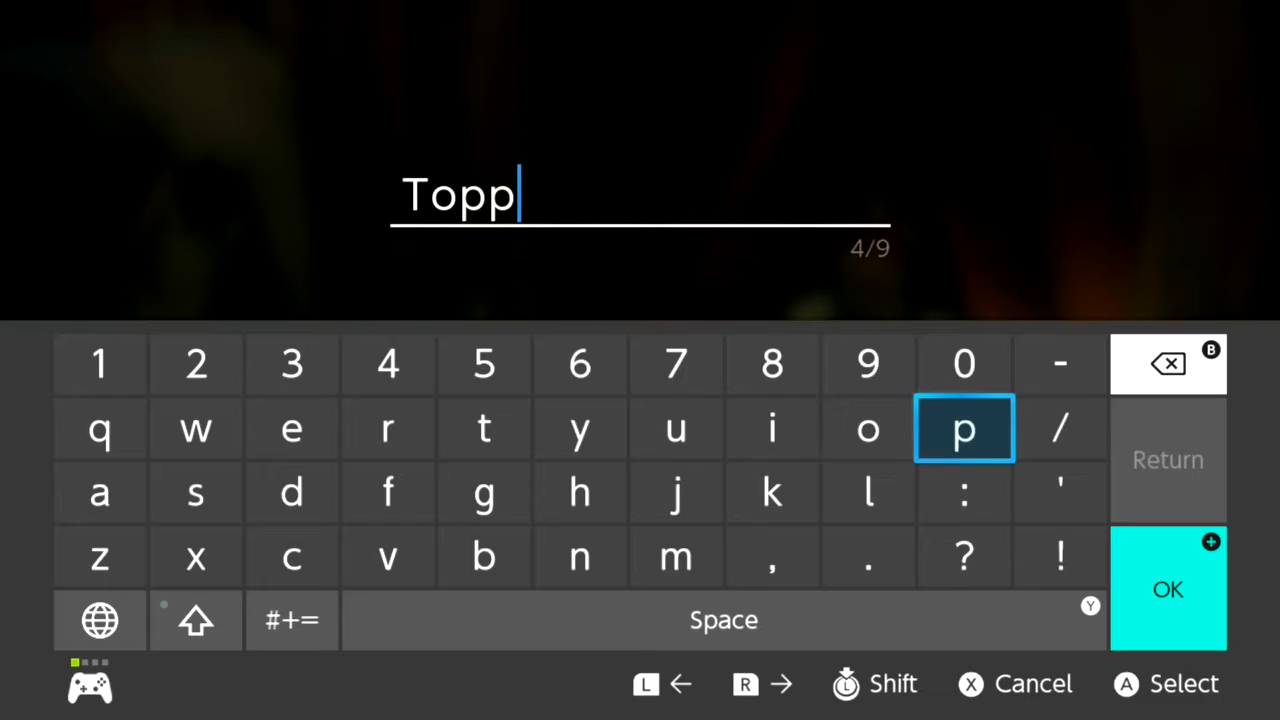 Topp
4/9
1 2 3 4 5 6 7 8 9 0 - B
q w e r t y u i o p /
Return
a s d f g h j k l : '
z x c v b n m , . ? ! +
OK
#+= Space Y
L ← R → L Shift X Cancel A Select